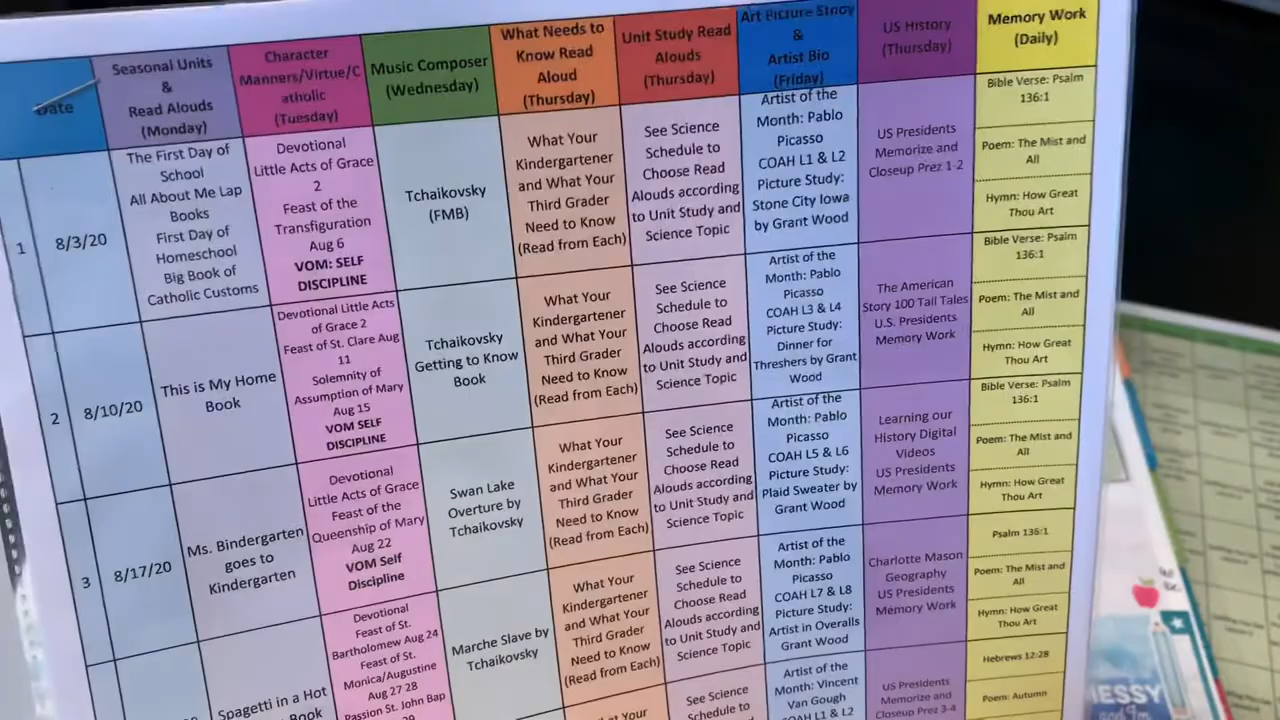 Date
Seasonal Units
&
Read Alouds
(Monday)
Character
Manners/Virtue/C
atholic
(Tuesday)
Music Composer
(Wednesday)
What Needs to
Know Read
Aloud
(Thursday)
Unit Study Read
Alouds
(Thursday)
Art Picture Study
&
Artist Bio
(Friday)
US History
(Thursday)
Memory Work
(Daily)
1
8/3/20
The First Day of
School
All About Me Lap
Books
First Day of
Homeschool
Big Book of
Catholic Customs
Devotional
Little Acts of Grace
2
Feast of the
Transfiguration
Aug 6
VOM: SELF
DISCIPLINE
Tchaikovsky
(FMB)
What Your
Kindergartener
and What Your
Third Grader
Need to Know
(Read from Each)
See Science
Schedule to
Choose Read
Alouds according
to Unit Study and
Science Topic
Artist of the
Month: Pablo
Picasso
COAH L1 & L2
Picture Study:
Stone City Iowa
by Grant Wood
US Presidents
Memorize and
Closeup Prez 1-2
Bible Verse: Psalm
136:1
Poem: The Mist and
All
Hymn: How Great
Thou Art
2
8/10/20
This is My Home
Book
Devotional Little Acts
of Grace 2
Feast of St. Clare Aug
11
Solemnity of
Assumption of Mary
Aug 15
VOM SELF
DISCIPLINE
Tchaikovsky
Getting to Know
Book
What Your
Kindergartener
and What Your
Third Grader
Need to Know
(Read from Each)
See Science
Schedule to
Choose Read
Alouds according
to Unit Study and
Science Topic
Artist of the
Month: Pablo
Picasso
COAH L3 & L4
Picture Study:
Dinner for
Threshers by Grant
Wood
The American
Story 100 Tall Tales
U.S. Presidents
Memory Work
Bible Verse: Psalm
136:1
Poem: The Mist and
All
Hymn: How Great
Thou Art
3
8/17/20
Ms. Bindergarten
goes to
Kindergarten
Devotional
Little Acts of Grace
Feast of the
Queenship of Mary
Aug 22
VOM Self
Discipline
Swan Lake
Overture by
Tchaikovsky
What Your
Kindergartener
and What Your
Third Grader
Need to Know
(Read from Each)
See Science
Schedule to
Choose Read
Alouds according
to Unit Study and
Science Topic
Artist of the
Month: Pablo
Picasso
COAH L5 & L6
Picture Study:
Plaid Sweater by
Grant Wood
Learning our
History Digital
Videos
US Presidents
Memory Work
Bible Verse: Psalm
136:1
Poem: The Mist and
All
Hymn: How Great
Thou Art
Spagetti in a Hot
Book
Devotional
Feast of St.
Bartholomew Aug 24
Feast of St.
Monica/Augustine
Aug 27 28
Passion St. John Bap
Marche Slave by
Tchaikovsky
What Your
Kindergartener
and What Your
Third Grader
Need to Know
(Read from Each)
See Science
Schedule to
Choose Read
Alouds according
to Unit Study and
Science Topic
Artist of the
Month: Pablo
Picasso
COAH L7 & L8
Picture Study:
Artist in Overalls
Grant Wood
Charlotte Mason
Geography
US Presidents
Memory Work
Psalm 136:1
Poem: The Mist and
All
Hymn: How Great
Thou Art
Your
See Science
Schedule to
Artist of the
Month: Vincent
Van Gough
COAH L1 & L2
US Presidents
Memorize and
Closeup Prez 3-4
Hebrews 12:28
Poem: Autumn